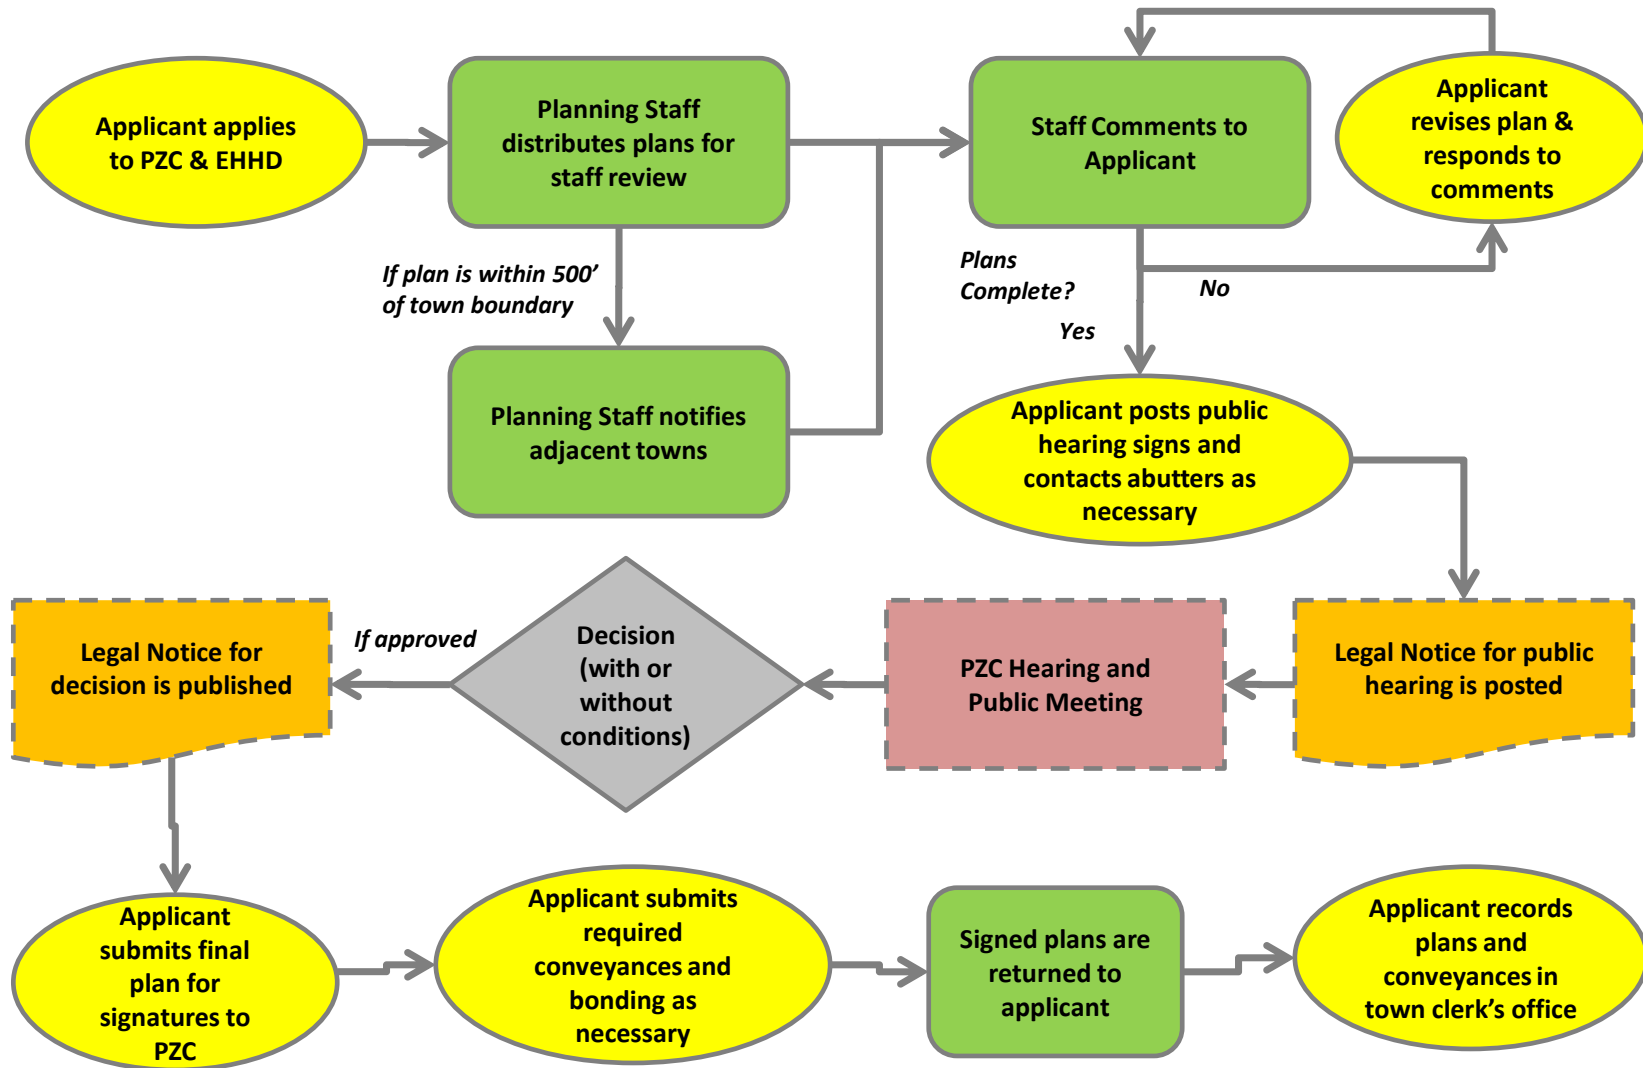 Applicant applies
to PZC & EHHD
Planning Staff
distributes plans for
staff review
Staff Comments to
Applicant
Applicant
revises plan &
responds to
comments
If plan is within 500’
of town boundary
Plans
Complete?
No
Yes
Planning Staff notifies
adjacent towns
Applicant posts public
hearing signs and
contacts abutters as
necessary
Legal Notice for public
hearing is posted
PZC Hearing and
Public Meeting
Decision
(with or
without
conditions)
If approved
Legal Notice for
decision is published
Applicant
submits final
plan for
signatures to
PZC
Applicant submits
required
conveyances and
bonding as
necessary
Signed plans are
returned to
applicant
Applicant records
plans and
conveyances in
town clerk’s office